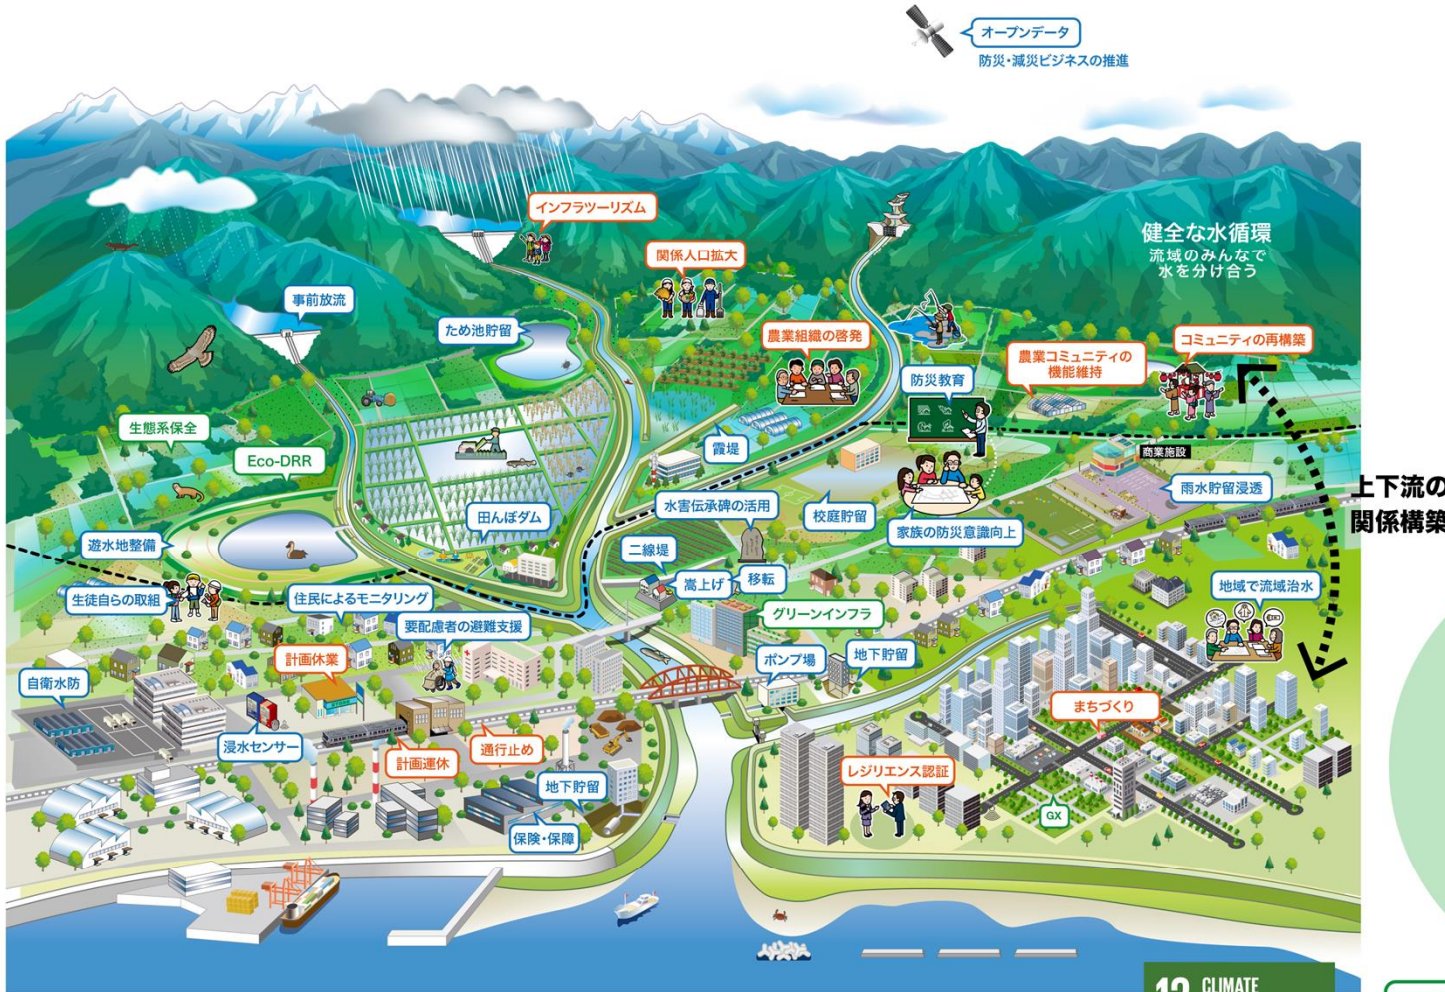 オープンデータ
防災・減災ビジネスの推進
インフラツーリズム
健全な水循環
流域のみんなで
水を分け合う
関係人口拡大
事前放流
ため池貯留
農業組織の啓発
コミュニティの再構築
農業コミュニティの
機能維持
防災教育
生態系保全
Eco-DRR
霞堤
商業施設
雨水貯留浸透
上下流の
関係構築
水害伝承碑の活用
田んぼダム
校庭貯留
家族の防災意識向上
遊水地整備
二線堤
嵩上げ
移転
地域で流域治水
生徒自らの取組
住民によるモニタリング
要配慮者の避難支援
グリーンインフラ
計画休業
ポンプ場
地下貯留
自衛水防
まちづくり
浸水センサー
通行止め
計画運休
レジリエンス認証
地下貯留
保険・保障
GX
13 CLIMATE